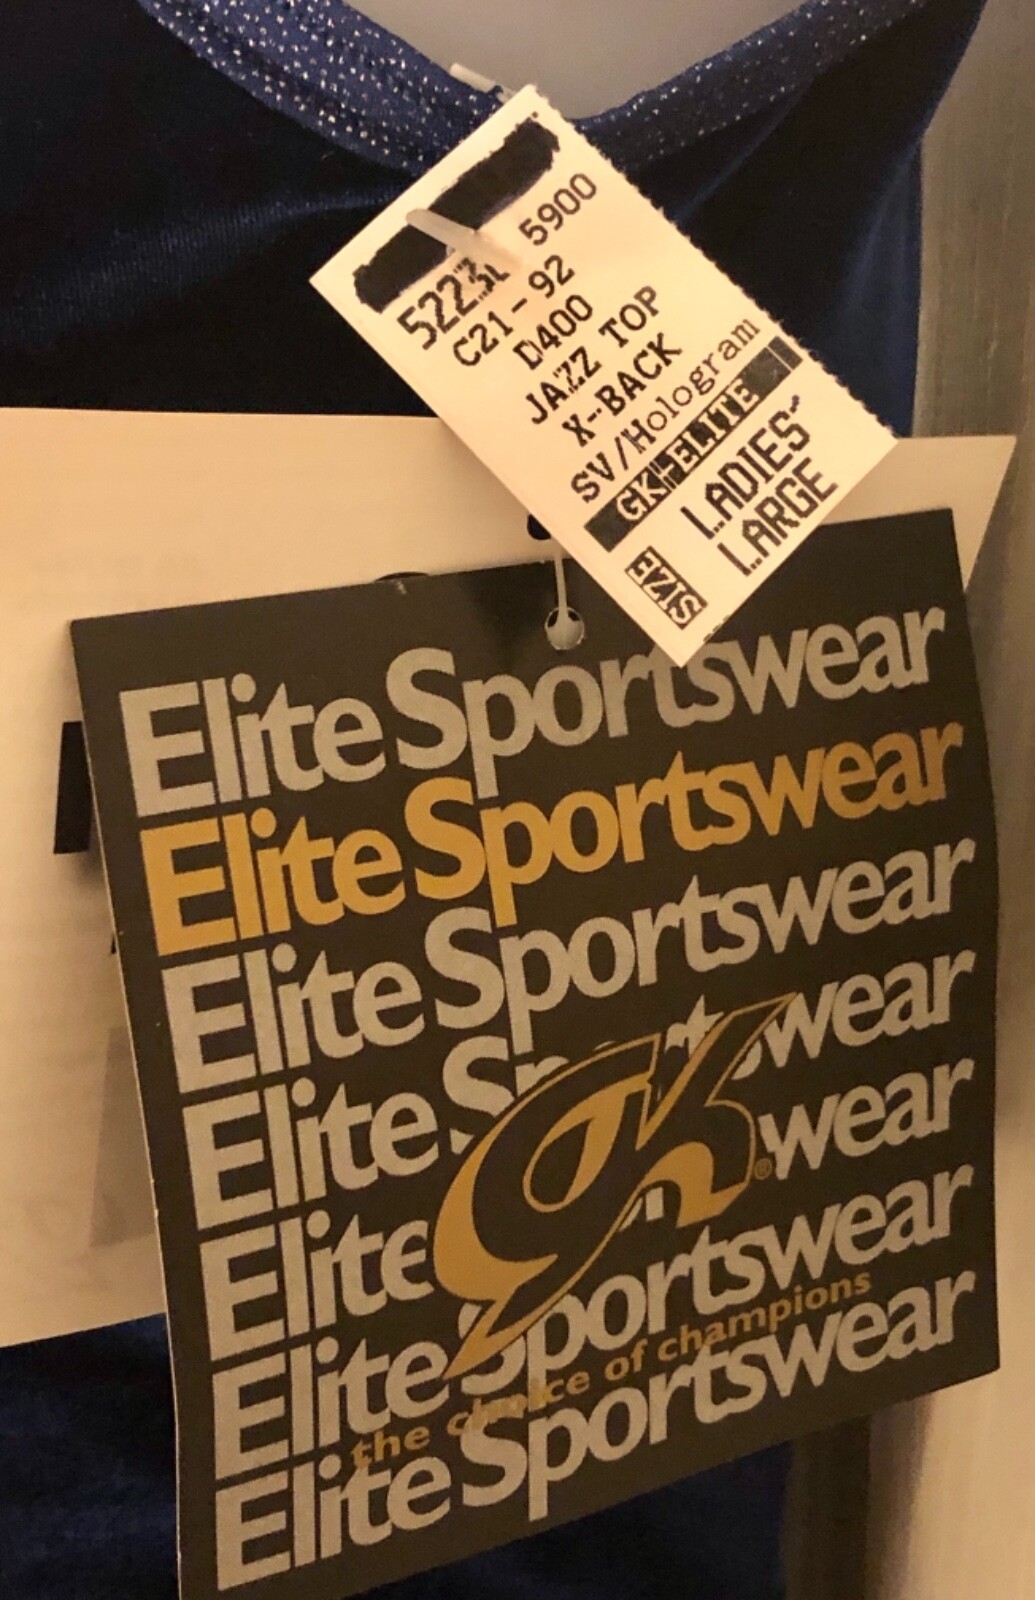 5223L 5900
C21-92
D400
JAZZ TOP
X-BACK
SV/Hologram
GK-ELITE
SIZE LADIES'
LARGE
Elite Sportswear
Elite Sportswear
Elite Sportswear
Elite Sportswear
GK®
Elite wear
Elite Sportswear
the choice of champions
Elite Sportswear